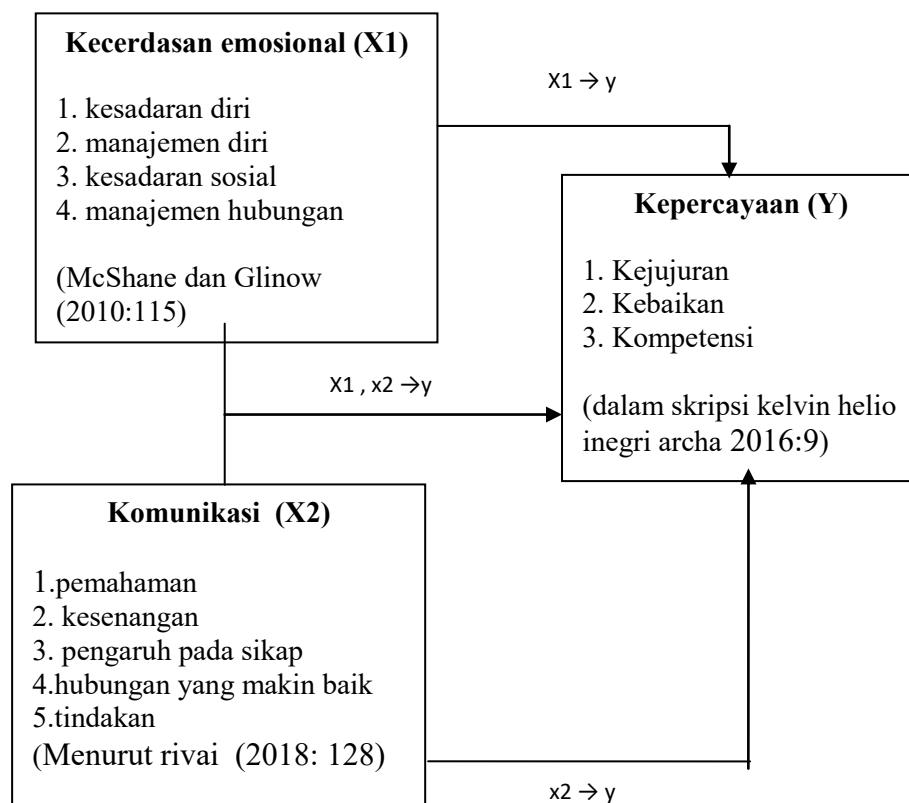 Kecerdasan emosional (X1)
1. kesadaran diri
2. manajemen diri
3. kesadaran sosial
4. manajemen hubungan
(McShane dan Glinow
(2010:115)
X1 → y
Kepercayaan (Y)
1. Kejujuran
2. Kebaikan
3. Kompetensi
(dalam skripsi kelvin helio
inegri archa 2016:9)
X1 , x2 →y
Komunikasi (X2)
1.pemahaman
2. kesenangan
3. pengaruh pada sikap
4.hubungan yang makin baik
5.tindakan
(Menurut rivai (2018: 128)
x2 → y